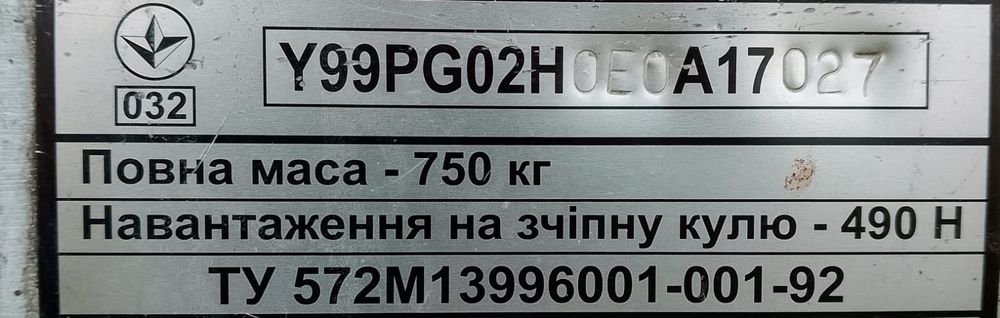 Y99PG02H0E0A17027
032
Повна маса - 750 кг
Навантаження на зчіпну кулю - 490 Н
ТУ 572М13996001-001-92